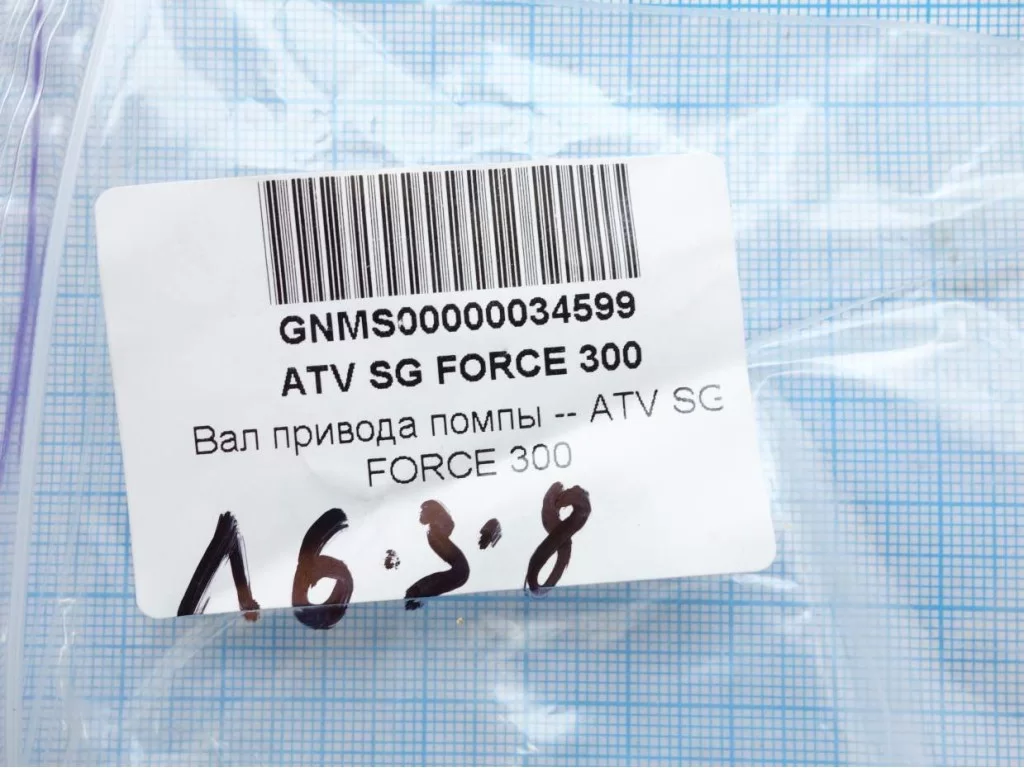 GNMS00000034599
ATV SG FORCE 300
Вал привода помпы -- ATV SG
FORCE 300
16.3.8